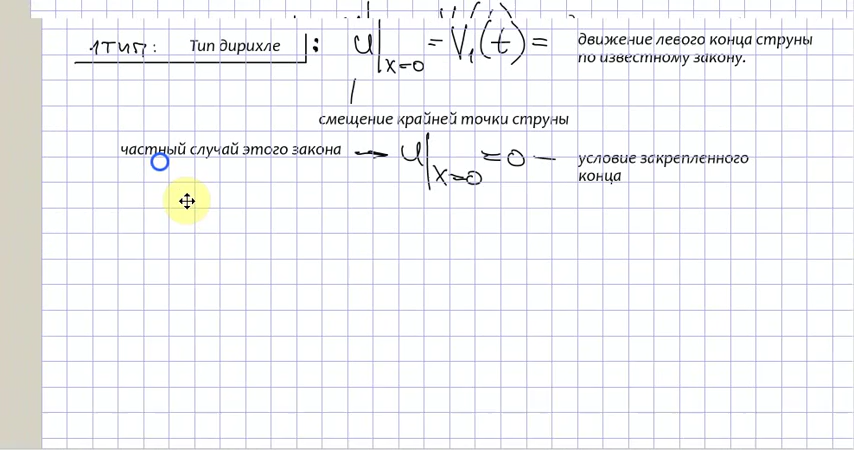 1тип: Тип дирихле : u|x=0 = V₁(t) = движение левого конца струны
по известному закону.
смещение крайней точки струны
частный случай этого закона → u|x=0 = 0 — условие закрепленного
конца